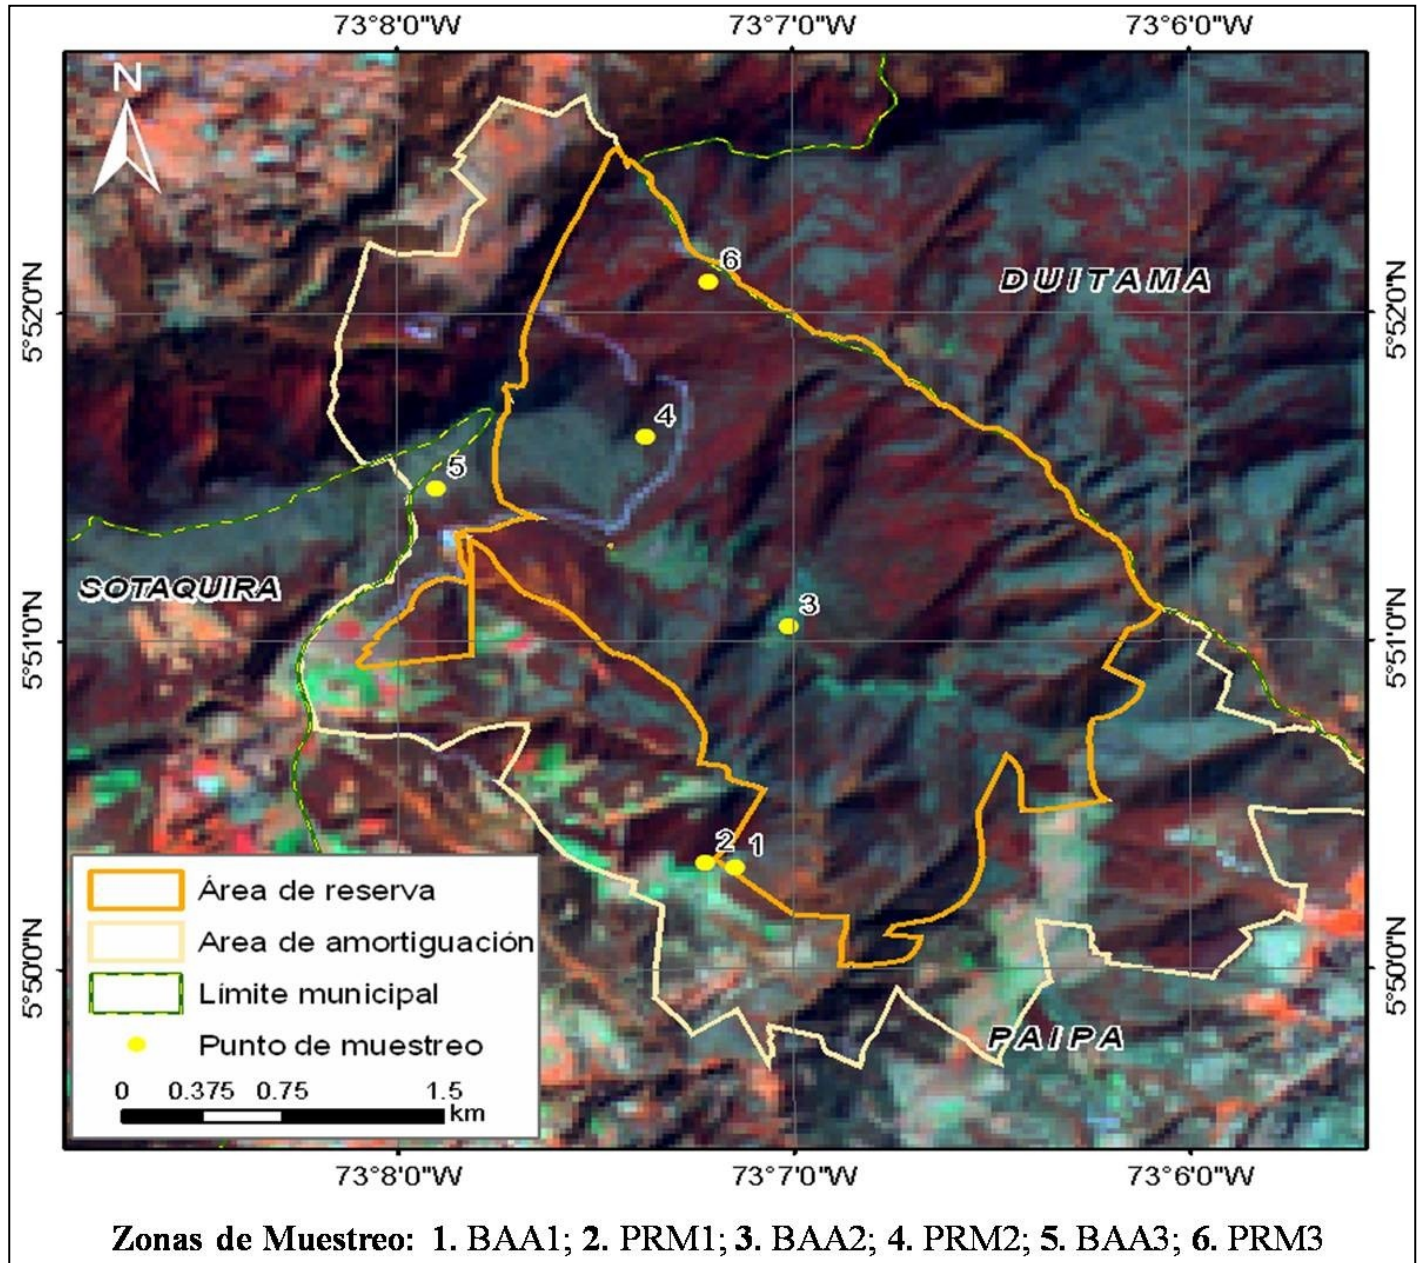 73°8'0"W 73°7'0"W 73°6'0"W
N
6
DUITAMA
5°52'0"N 5°52'0"N
4
5
SOTAQUIRA
3
5°51'0"N 5°51'0"N
2 1
Área de reserva
Area de amortiguación
Límite municipal
Punto de muestreo
0 0.375 0.75 1.5
km
5°50'0"N 5°50'0"N
PAIPA
73°8'0"W 73°7'0"W 73°6'0"W
Zonas de Muestreo: 1. BAA1; 2. PRM1; 3. BAA2; 4. PRM2; 5. BAA3; 6. PRM3